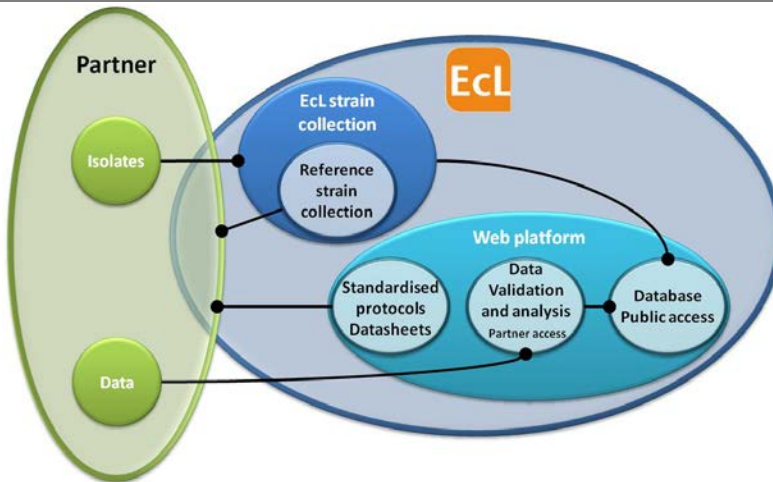 Partner
EcL
EcL strain
collection
Isolates
Reference
strain
collection
Web platform
Standardised
protocols
Datasheets
Data
Validation
and analysis
Partner access
Database
Public access
Data